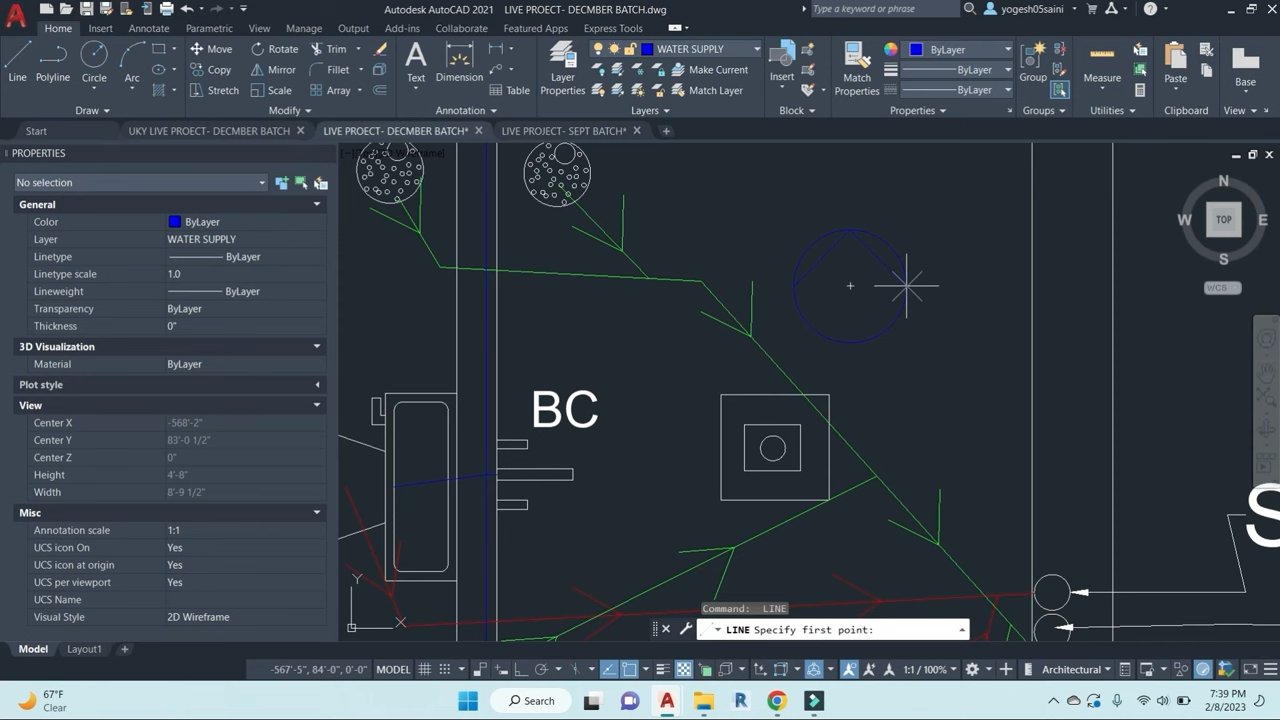 Autodesk AutoCAD 2021 LIVE PROECT- DECMBER BATCH.dwg
Type a keyword or phrase
yogesh05saini
Home Insert Annotate Parametric View Manage Output Add-ins Collaborate Featured Apps Express Tools
Line
Polyline
Circle
Arc
Draw
Move Rotate Trim
Copy Mirror Fillet
Stretch Scale Array
Modify
Text
Dimension
Table
Annotation
Layer
Properties
WATER SUPPLY
Make Current
Match Layer
Layers
Insert
Block
Match
Properties
ByLayer
ByLayer
ByLayer
Properties
Group
Groups
Measure
Utilities
Paste
Clipboard
Base
View
Start UKY LIVE PROECT- DECMBER BATCH LIVE PROECT- DECMBER BATCH* LIVE PROJECT- SEPT BATCH*
PROPERTIES
No selection
General
Color ByLayer
Layer WATER SUPPLY
Linetype ByLayer
Linetype scale 1.0
Lineweight ByLayer
Transparency ByLayer
Thickness 0"
3D Visualization
Material ByLayer
Plot style
View
Center X -568'-2"
Center Y 83'-0 1/2"
Center Z 0"
Height 4'-8"
Width 8'-9 1/2"
Misc
Annotation scale 1:1
UCS icon On Yes
UCS icon at origin Yes
UCS per viewport Yes
UCS Name
Visual Style 2D Wireframe
N
W TOP E
S
WCS
BC
S
Y
X
Command: LINE
LINE Specify first point:
Model Layout1
-567'-5", 84'-0", 0'-0" MODEL 1:1 / 100% Architectural
67°F
Clear
Search
7:39 PM
2/8/2023